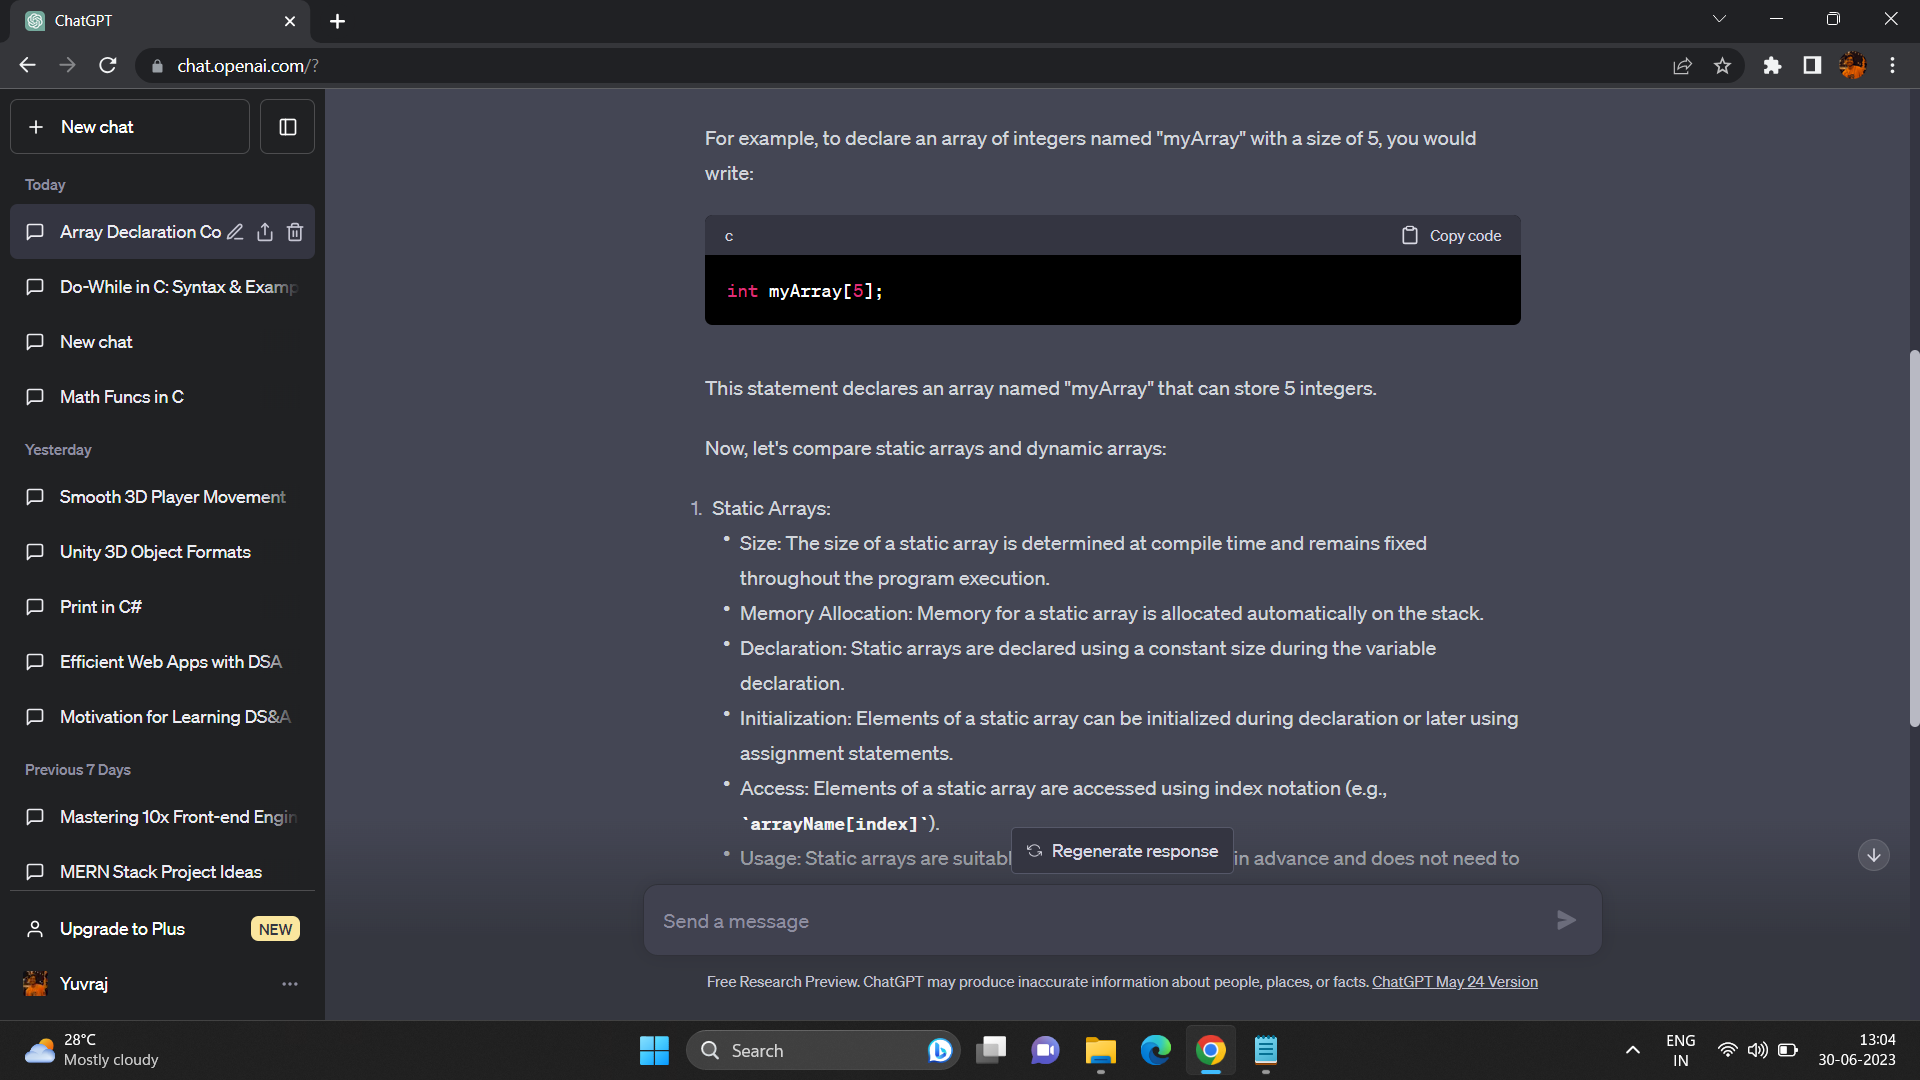 ChatGPT
chat.openai.com/?
New chat
Today
Array Declaration Co
Do-While in C: Syntax & Examp
New chat
Math Funcs in C
Yesterday
Smooth 3D Player Movement
Unity 3D Object Formats
Print in C#
Efficient Web Apps with DSA
Motivation for Learning DS&A
Previous 7 Days
Mastering 10x Front-end Engin
MERN Stack Project Ideas
Upgrade to Plus NEW
Yuvraj
For example, to declare an array of integers named "myArray" with a size of 5, you would
write:
c Copy code
int myArray[5];
This statement declares an array named "myArray" that can store 5 integers.
Now, let's compare static arrays and dynamic arrays:
1. Static Arrays:
• Size: The size of a static array is determined at compile time and remains fixed
throughout the program execution.
• Memory Allocation: Memory for a static array is allocated automatically on the stack.
• Declaration: Static arrays are declared using a constant size during the variable
declaration.
• Initialization: Elements of a static array can be initialized during declaration or later using
assignment statements.
• Access: Elements of a static array are accessed using index notation (e.g.,
`arrayName[index]`).
• Usage: Static arrays are suitabl in advance and does not need to
Regenerate response
Send a message
Free Research Preview. ChatGPT may produce inaccurate information about people, places, or facts. ChatGPT May 24 Version
28°C
Mostly cloudy
Search
ENG
IN
13:04
30-06-2023